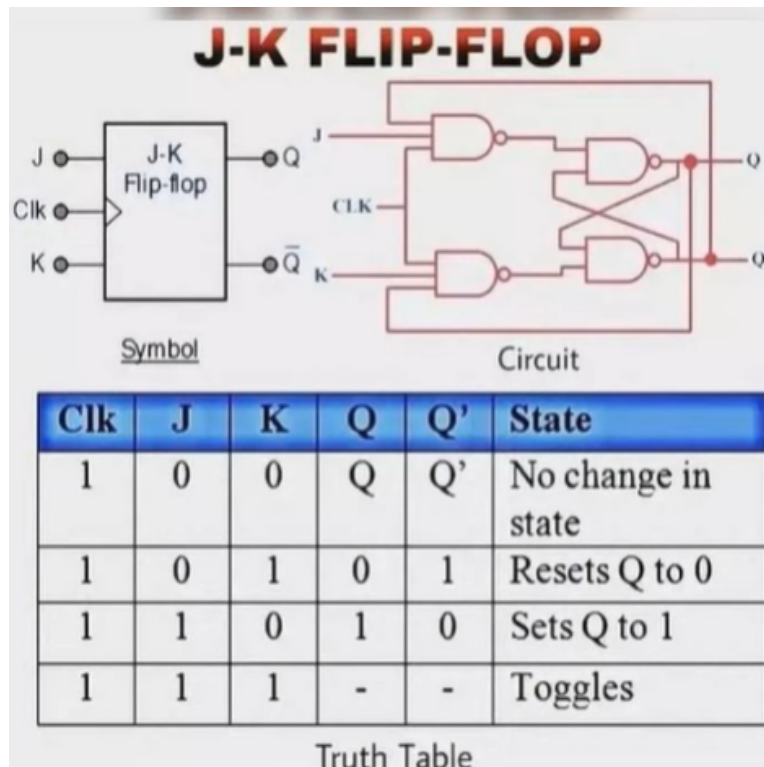 J-K FLIP-FLOP
J
Clk
K
J-K
Flip-flop
Q
Q̅
Symbol
J
CLK
K
Q
Q
Circuit
Clk J K Q Q’ State
1 0 0 Q Q’ No change in
state
1 0 1 0 1 Resets Q to 0
1 1 0 1 0 Sets Q to 1
1 1 1 - - Toggles
Truth Table